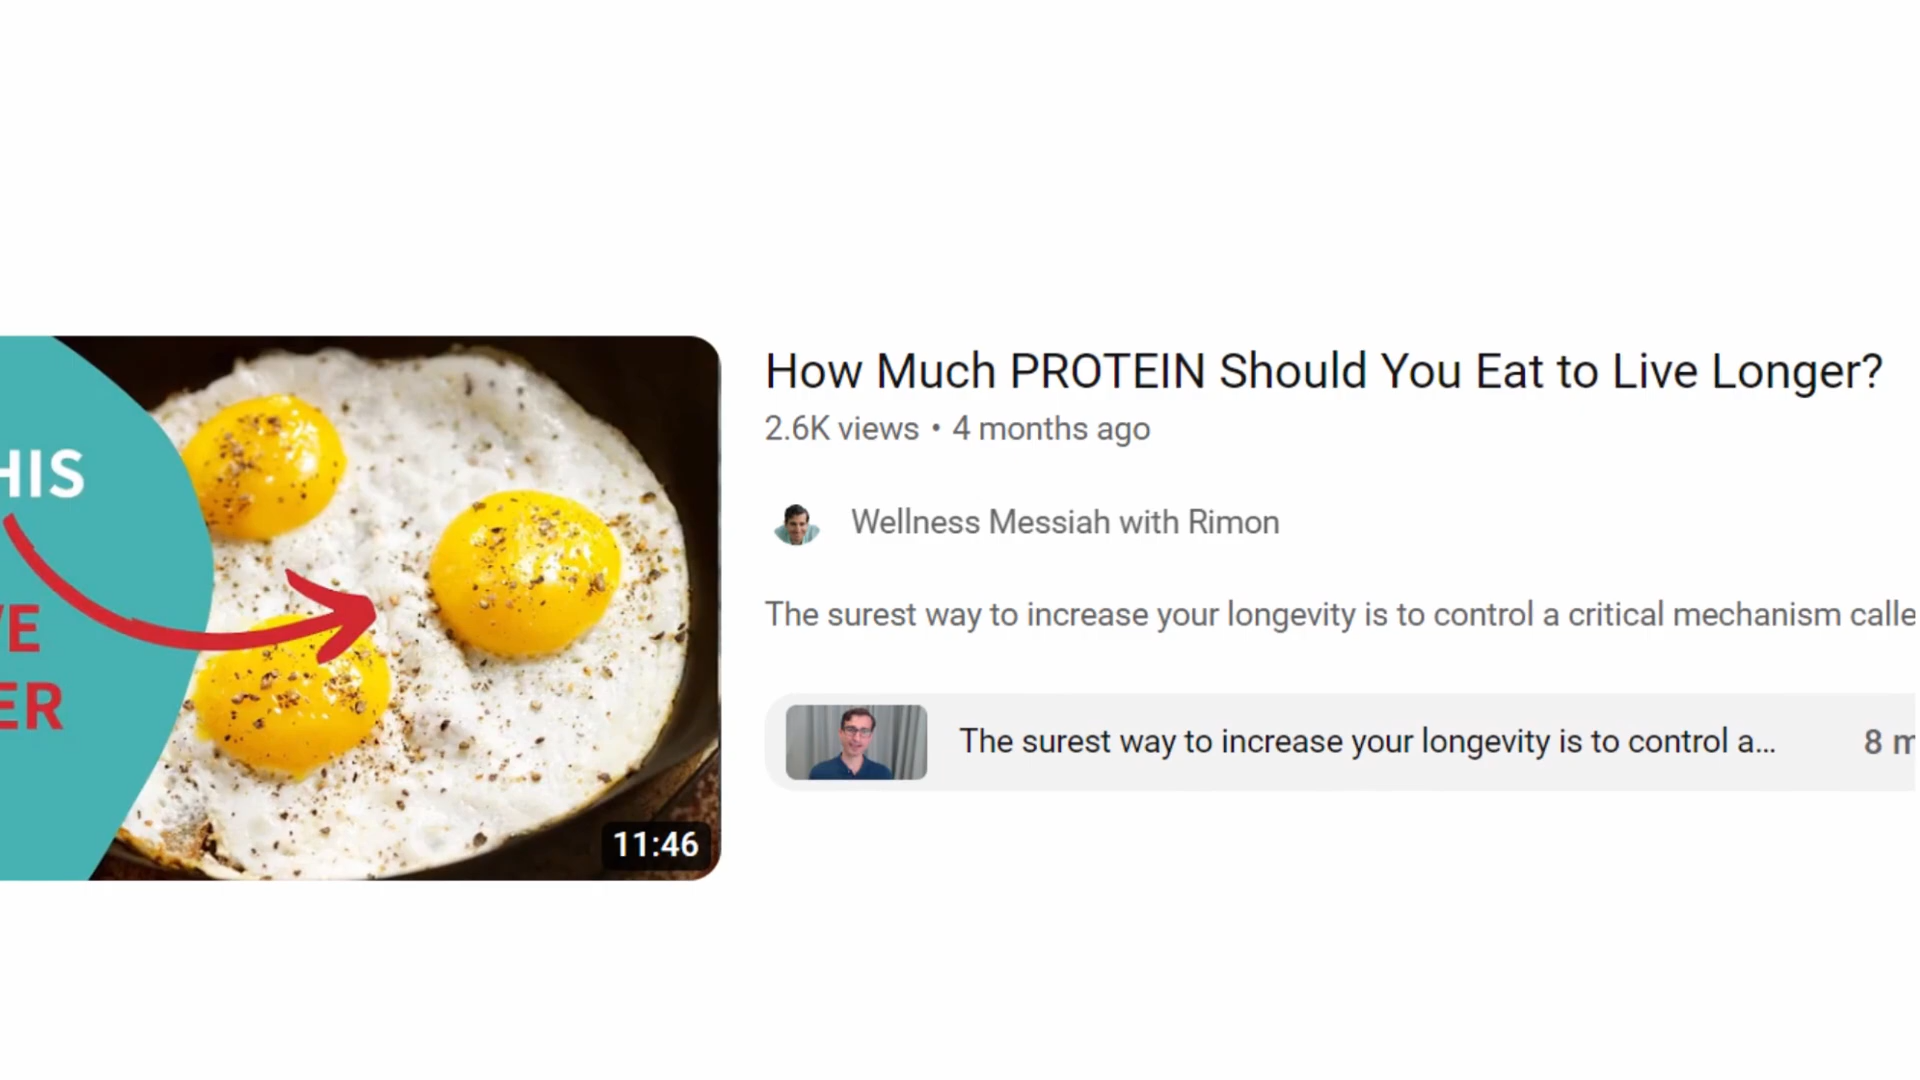 HIS
VE
ER
11:46
How Much PROTEIN Should You Eat to Live Longer?
2.6K views • 4 months ago
Wellness Messiah with Rimon
The surest way to increase your longevity is to control a critical mechanism calle
The surest way to increase your longevity is to control a...
8 m